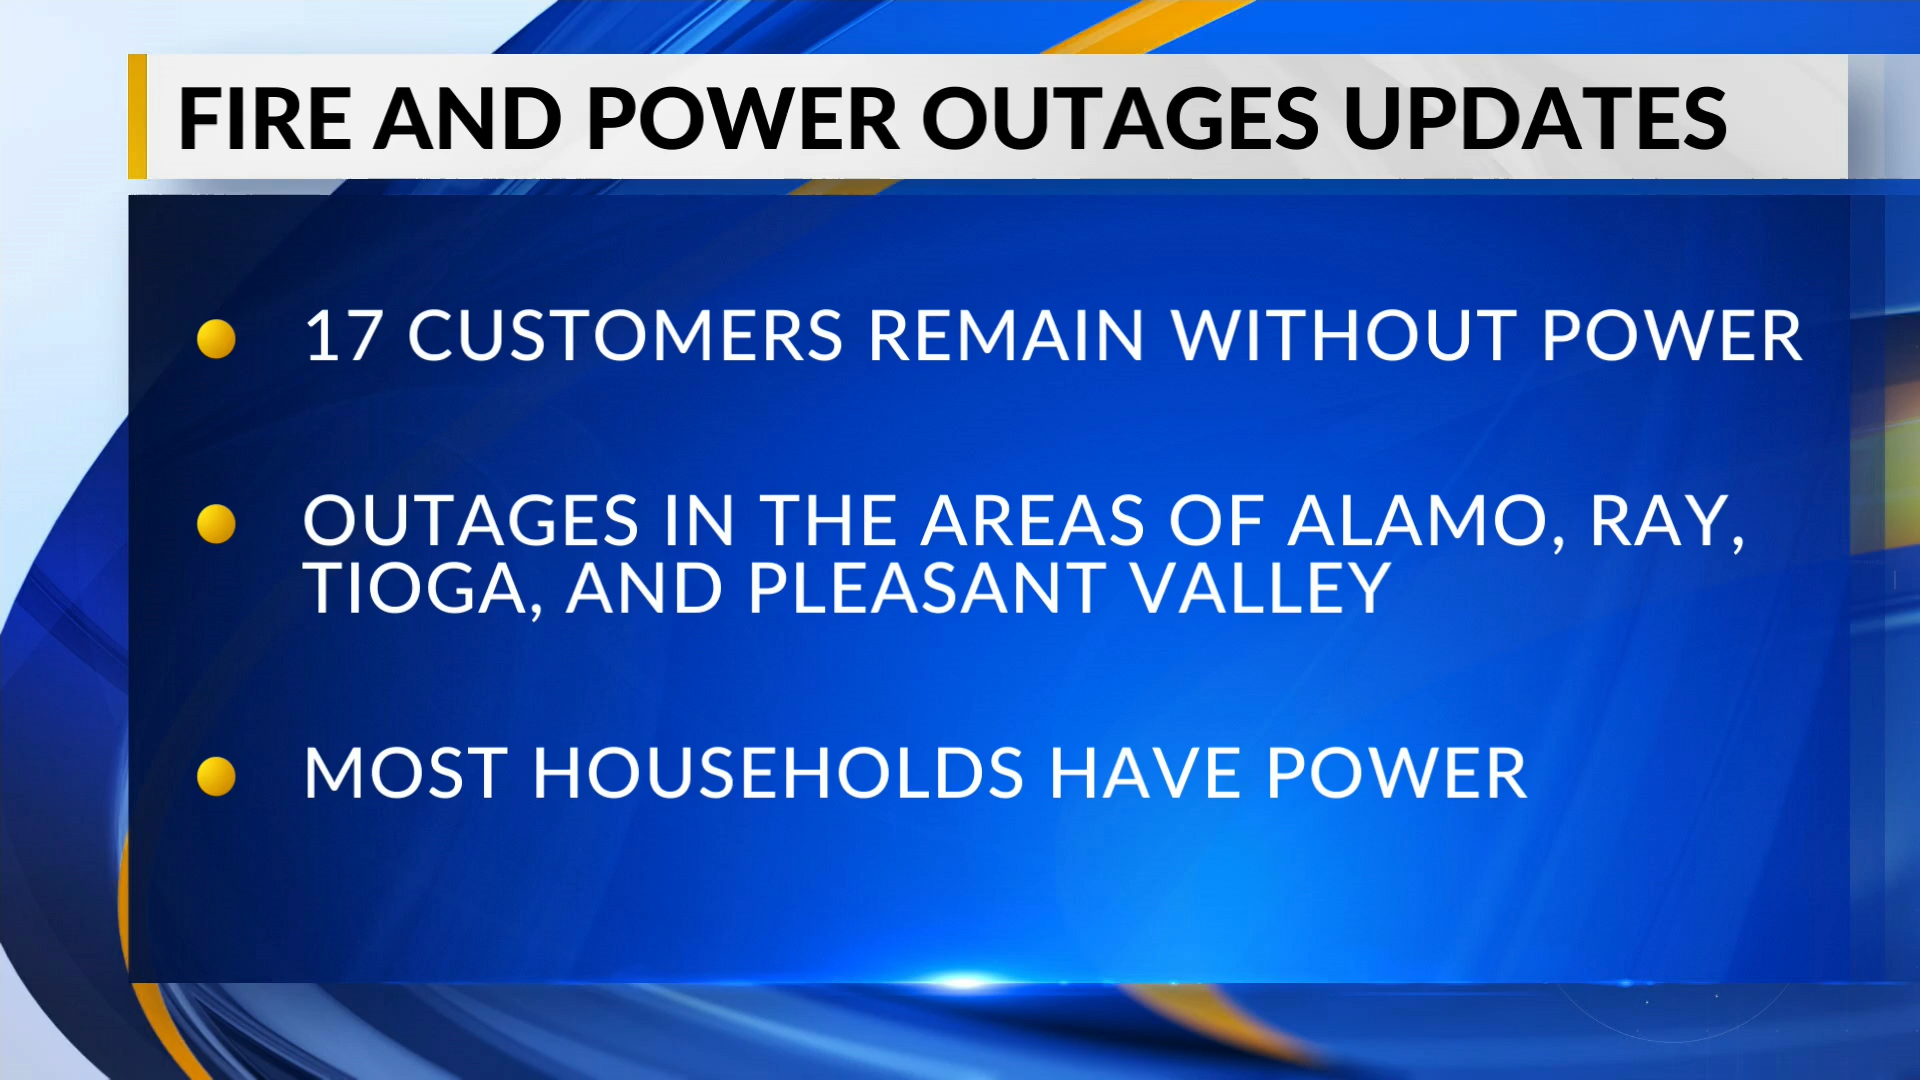 FIRE AND POWER OUTAGES UPDATES
17 CUSTOMERS REMAIN WITHOUT POWER
OUTAGES IN THE AREAS OF ALAMO, RAY,
TIOGA, AND PLEASANT VALLEY
MOST HOUSEHOLDS HAVE POWER